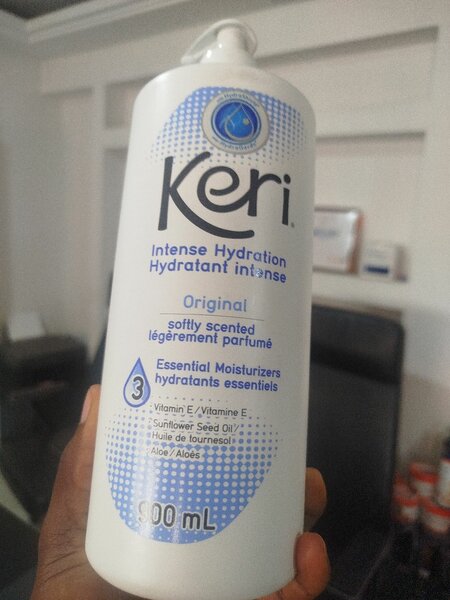 Keri
Intense Hydration
Hydratant intense
Original
softly scented
légèrement parfumé
3
Essential Moisturizers
hydratants essentiels
Vitamin E / Vitamine E
Sunflower Seed Oil /
Huile de tournesol
Aloe / Aloès
900 mL